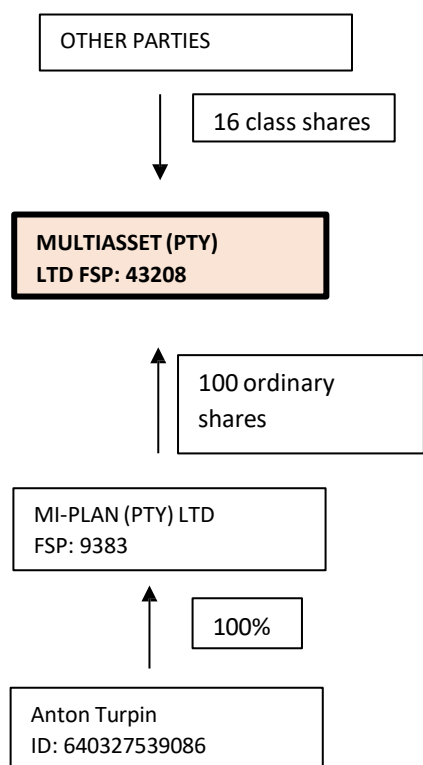 OTHER PARTIES
16 class shares
MULTIASSET (PTY)
LTD FSP: 43208
100 ordinary
shares
MI-PLAN (PTY) LTD
FSP: 9383
100%
Anton Turpin
ID: 640327539086